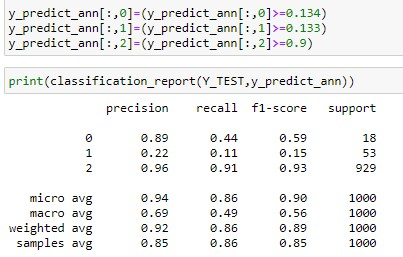 y_predict_ann[:,0]=(y_predict_ann[:,0]>=0.134)
y_predict_ann[:,1]=(y_predict_ann[:,1]>=0.133)
y_predict_ann[:,2]=(y_predict_ann[:,2]>=0.9)
print(classification_report(Y_TEST,y_predict_ann))
precision recall f1-score support
0 0.89 0.44 0.59 18
1 0.22 0.11 0.15 53
2 0.96 0.91 0.93 929
micro avg 0.94 0.86 0.90 1000
macro avg 0.69 0.49 0.56 1000
weighted avg 0.92 0.86 0.89 1000
samples avg 0.85 0.86 0.85 1000